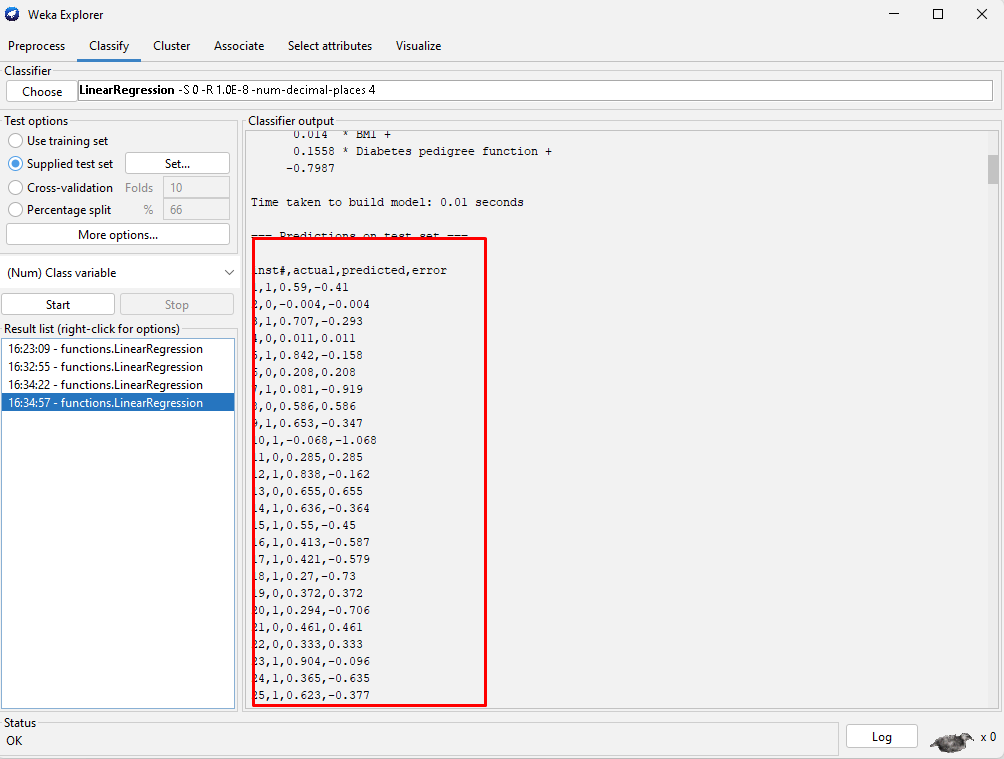 Weka Explorer
Preprocess Classify Cluster Associate Select attributes Visualize
Classifier
Choose LinearRegression -S 0 -R 1.0E-8 -num-decimal-places 4
Test options
Use training set
Supplied test set Set...
Cross-validation Folds 10
Percentage split % 66
More options...
(Num) Class variable
Start Stop
Result list (right-click for options)
16:23:09 - functions.LinearRegression
16:32:55 - functions.LinearRegression
16:34:22 - functions.LinearRegression
16:34:57 - functions.LinearRegression
Classifier output
0.014 * BMI +
0.1558 * Diabetes pedigree function +
-0.7987
Time taken to build model: 0.01 seconds
=== Predictions on test set ===
inst#,actual,predicted,error
1,1,0.59,-0.41
2,0,-0.004,-0.004
3,1,0.707,-0.293
4,0,0.011,0.011
5,1,0.842,-0.158
6,0,0.208,0.208
7,1,0.081,-0.919
8,0,0.586,0.586
9,1,0.653,-0.347
10,1,-0.068,-1.068
11,0,0.285,0.285
12,1,0.838,-0.162
13,0,0.655,0.655
14,1,0.636,-0.364
15,1,0.55,-0.45
16,1,0.413,-0.587
17,1,0.421,-0.579
18,1,0.27,-0.73
19,0,0.372,0.372
20,1,0.294,-0.706
21,0,0.461,0.461
22,0,0.333,0.333
23,1,0.904,-0.096
24,1,0.365,-0.635
25,1,0.623,-0.377
Status
OK
Log x 0